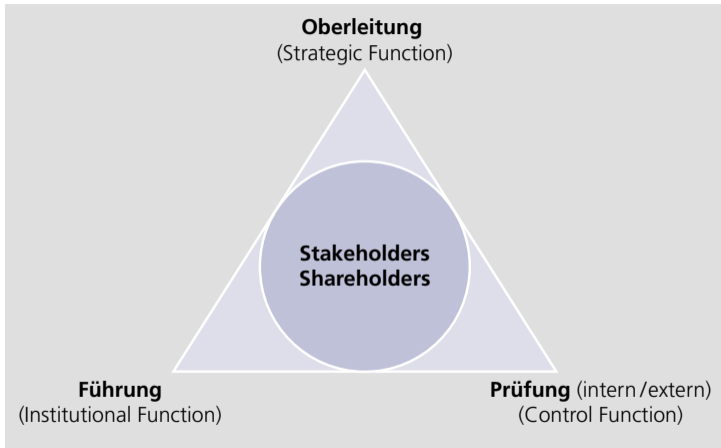 Oberleitung
(Strategic Function)
Stakeholders
Shareholders
Führung
(Institutional Function)
Prüfung (intern/extern)
(Control Function)